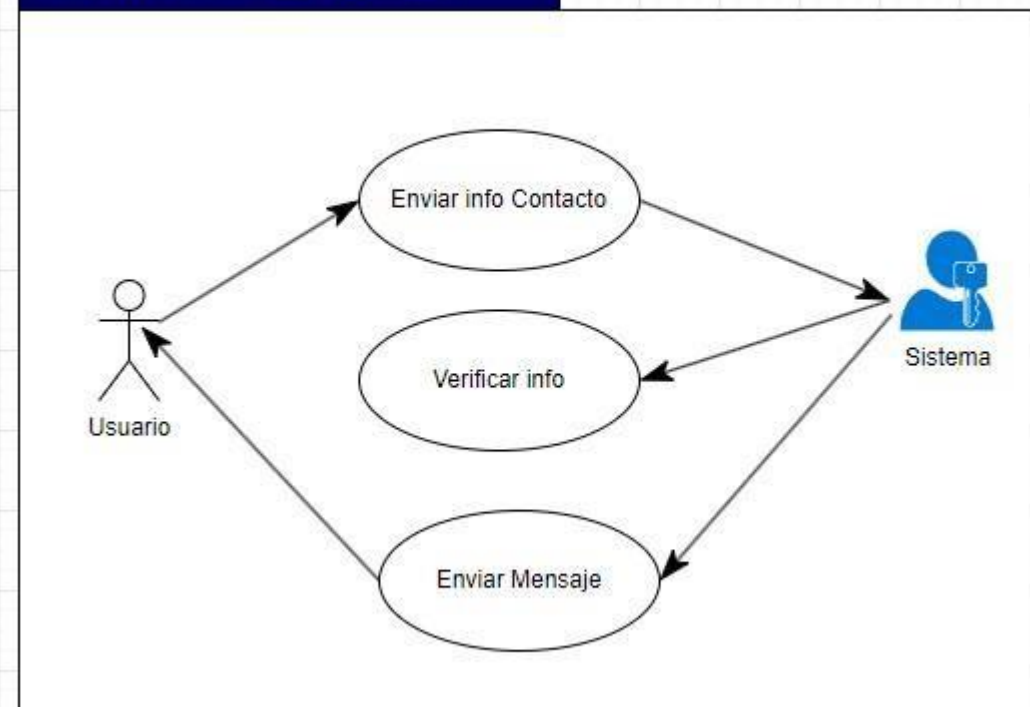 Enviar info Contacto
Verificar info
Sistema
Usuario
Enviar Mensaje